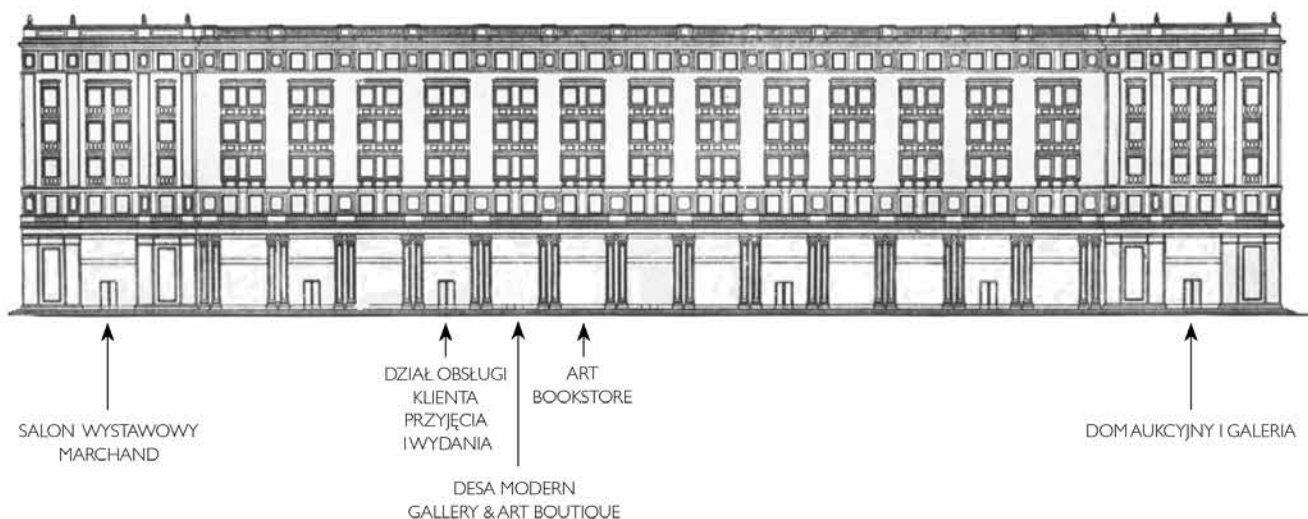 SALON WYSTAWOWY
MARCHAND
DZIAŁ OBSŁUGI
KLIENTA
PRZYJĘCIA
I WYDANIA
DESA MODERN
GALLERY & ART BOUTIQUE
ART
BOOKSTORE
DOM AUKCYJNY I GALERIA